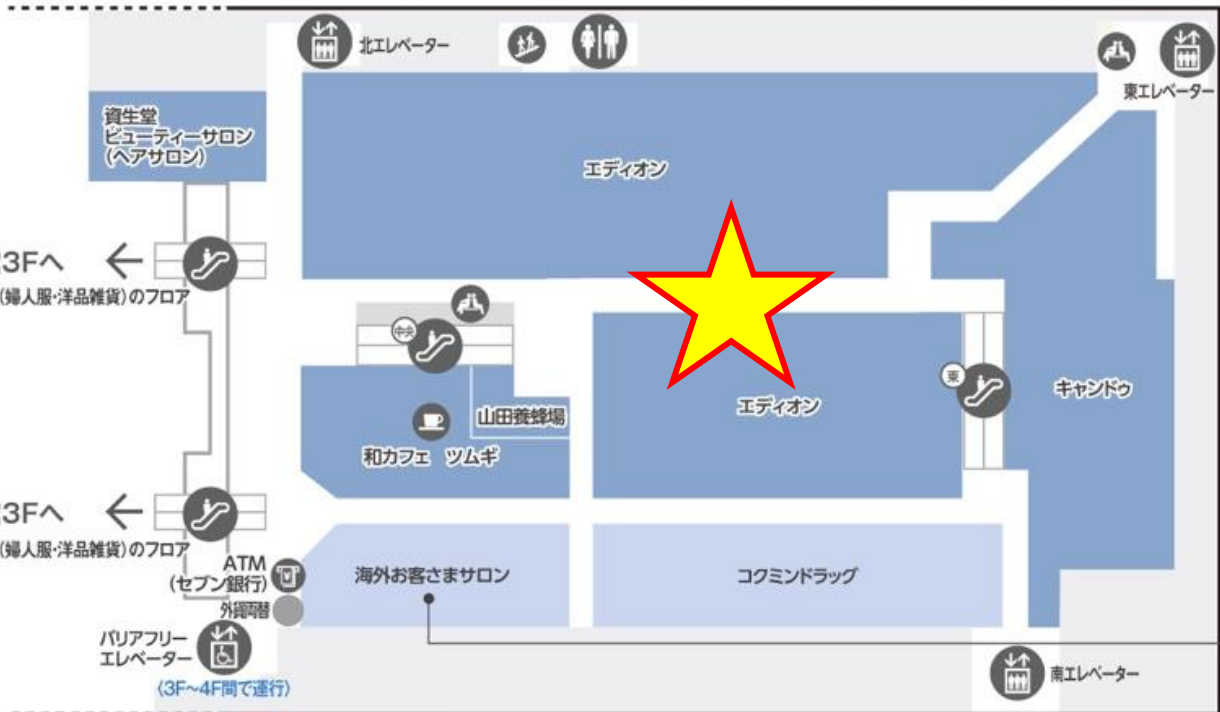 北エレベーター
東エレベーター
資生堂
ビューティーサロン
(ヘアサロン)
エディオン
3Fへ
(婦人服・洋品雑貨)のフロア
中央
東
キャンドゥ
エディオン
山田養蜂場
和カフェ ツムギ
3Fへ
(婦人服・洋品雑貨)のフロア
ATM
(セブン銀行)
外貨両替
海外お客さまサロン
コクミンドラッグ
バリアフリー
エレベーター
(3F~4F間で運行)
南エレベーター